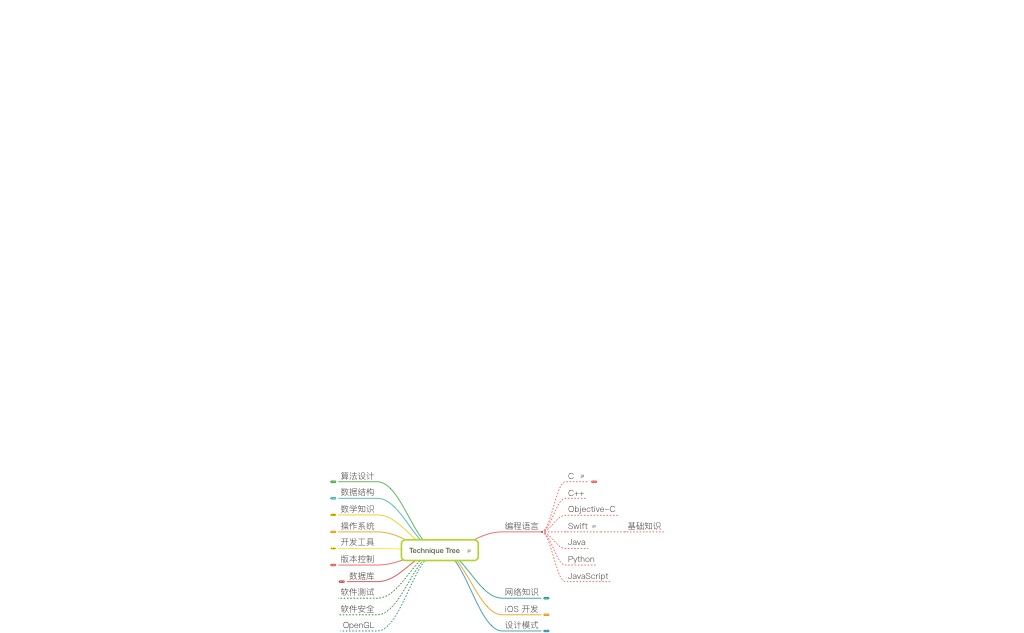 算法设计
数据结构
数学知识
操作系统
开发工具
版本控制
数据库
软件测试
软件安全
OpenGL
Technique Tree
编程语言
C
C++
Objective-C
Swift
基础知识
Java
Python
JavaScript
网络知识
iOS 开发
设计模式